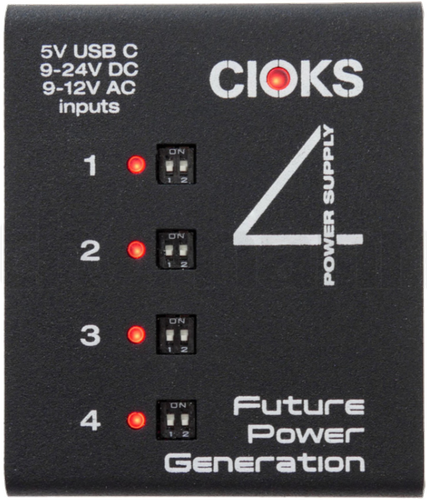 5V USB C
9-24V DC
9-12V AC
inputs
CIOKS
4
POWER SUPPLY
1
ON
1 2
2
ON
1 2
3
ON
1 2
4
ON
1 2
Future
Power
Generation